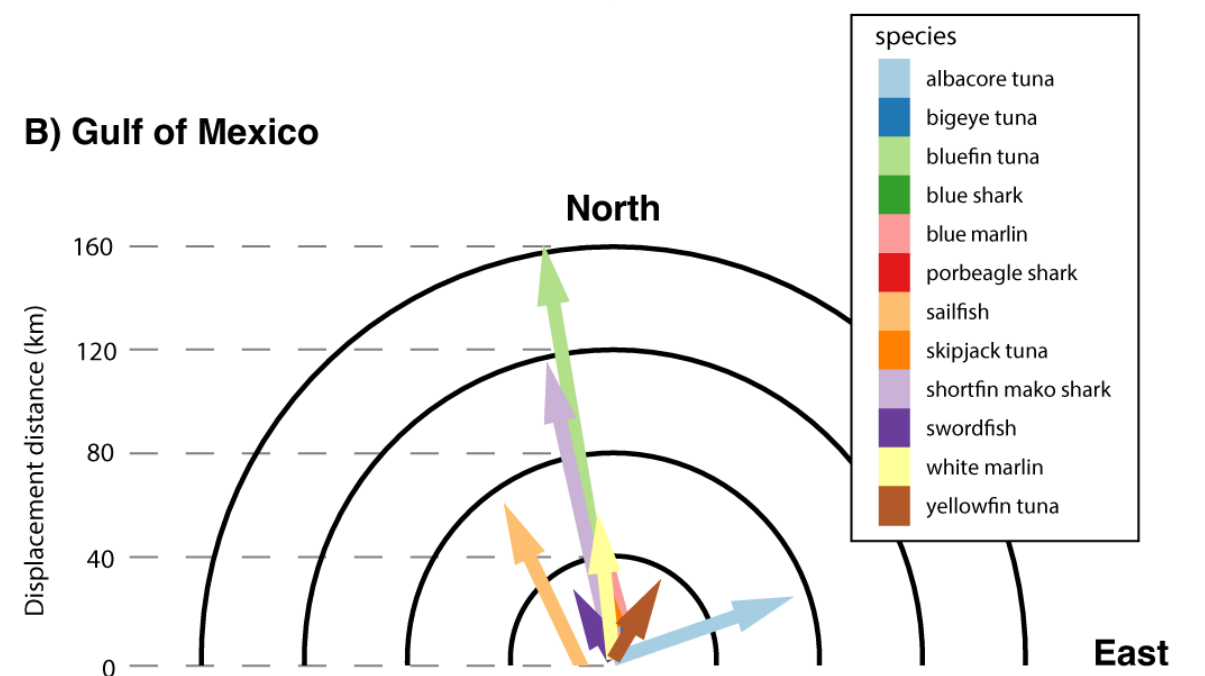 species
albacore tuna
bigeye tuna
bluefin tuna
blue shark
blue marlin
porbeagle shark
sailfish
skipjack tuna
shortfin mako shark
swordfish
white marlin
yellowfin tuna
B) Gulf of Mexico
North
160
120
80
40
0
Displacement distance (km)
East